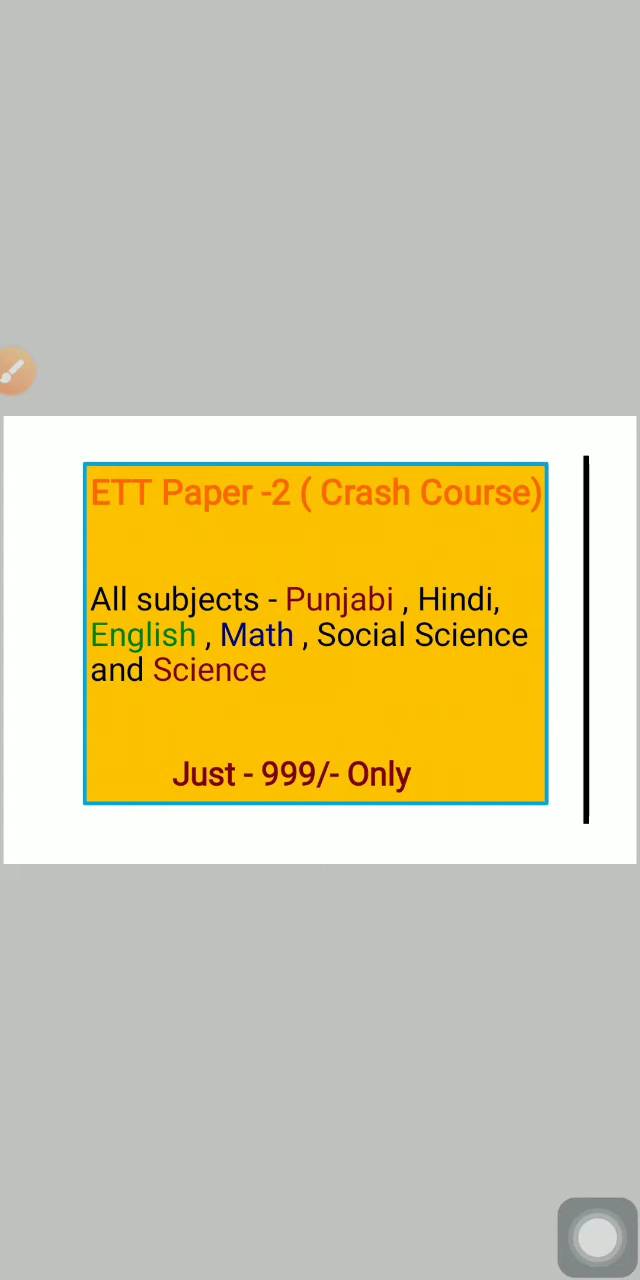 ETT Paper -2 ( Crash Course)
All subjects - Punjabi , Hindi,
English , Math , Social Science
and Science
Just - 999/- Only